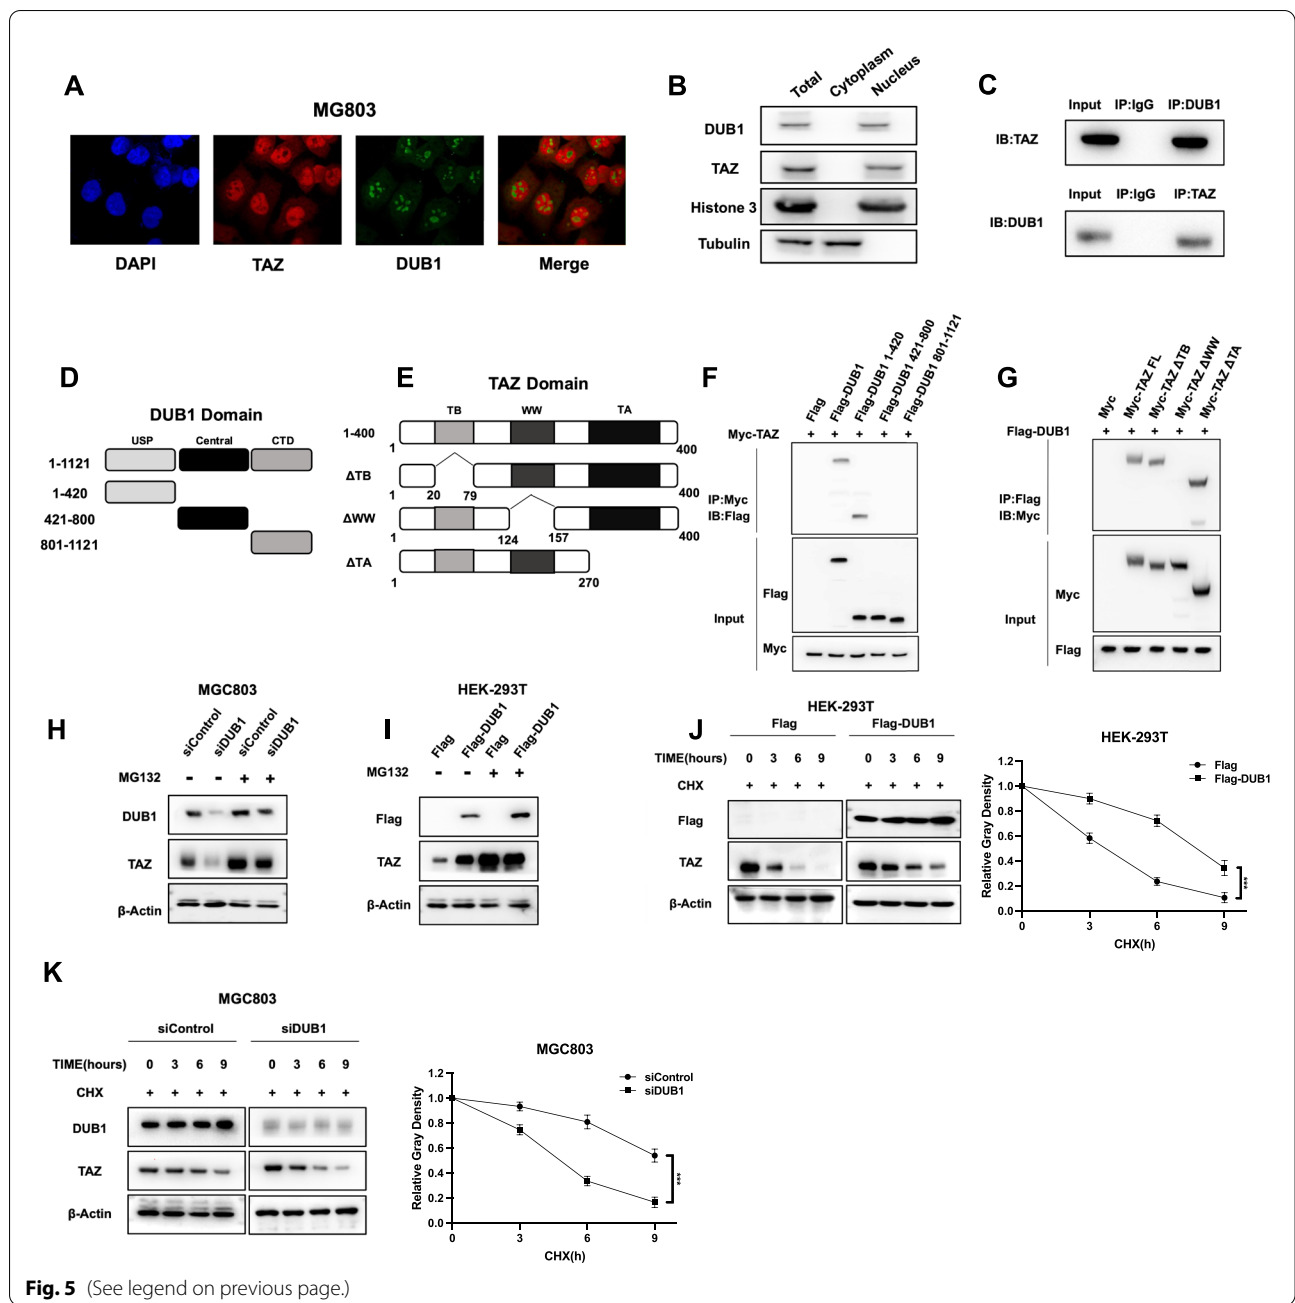 A
MG803
DAPI
TAZ
DUB1
Merge
B
Total
Cytoplasm
Nucleus
DUB1
TAZ
Histone 3
Tubulin
C
Input IP:IgG IP:DUB1
IB:TAZ
Input IP:IgG IP:TAZ
IB:DUB1
D
DUB1 Domain
USP Central CTD
1-1121
1-420
421-800
801-1121
E
TAZ Domain
TB WW TA
1-400
1 400
ΔTB
1 20 79 400
ΔWW
1 124 157 400
ΔTA
1 270
F
Flag
Flag-DUB1
Flag-DUB1 1-420
Flag-DUB1 421-800
Flag-DUB1 801-1121
Myc-TAZ + + + + +
IP:Myc
IB:Flag
Flag
Input
Myc
G
Myc
Myc-TAZ FL
Myc-TAZ ΔTB
Myc-TAZ ΔWW
Myc-TAZ ΔTA
Flag-DUB1 + + + + +
IP:Flag
IB:Myc
Myc
Input
Flag
H
MGC803
siControl
siDUB1
siControl
siDUB1
MG132 - - + +
DUB1
TAZ
β-Actin
I
HEK-293T
Flag
Flag-DUB1
Flag
Flag-DUB1
MG132 - - + +
Flag
TAZ
β-Actin
J
HEK-293T
Flag Flag-DUB1
TIME(hours) 0 3 6 9 0 3 6 9
CHX + + + + + + + +
Flag
TAZ
β-Actin
HEK-293T
Flag
Flag-DUB1
Relative Gray Density
1.2
1.0
0.8
0.6
0.4
0.2
0.0
0 3 6 9
CHX(h)
***
K
MGC803
siControl siDUB1
TIME(hours) 0 3 6 9 0 3 6 9
CHX + + + + + + + +
DUB1
TAZ
β-Actin
MGC803
siControl
siDUB1
Relative Gray Density
1.2
1.0
0.8
0.6
0.4
0.2
0.0
0 3 6 9
CHX(h)
***
Fig. 5 (See legend on previous page.)